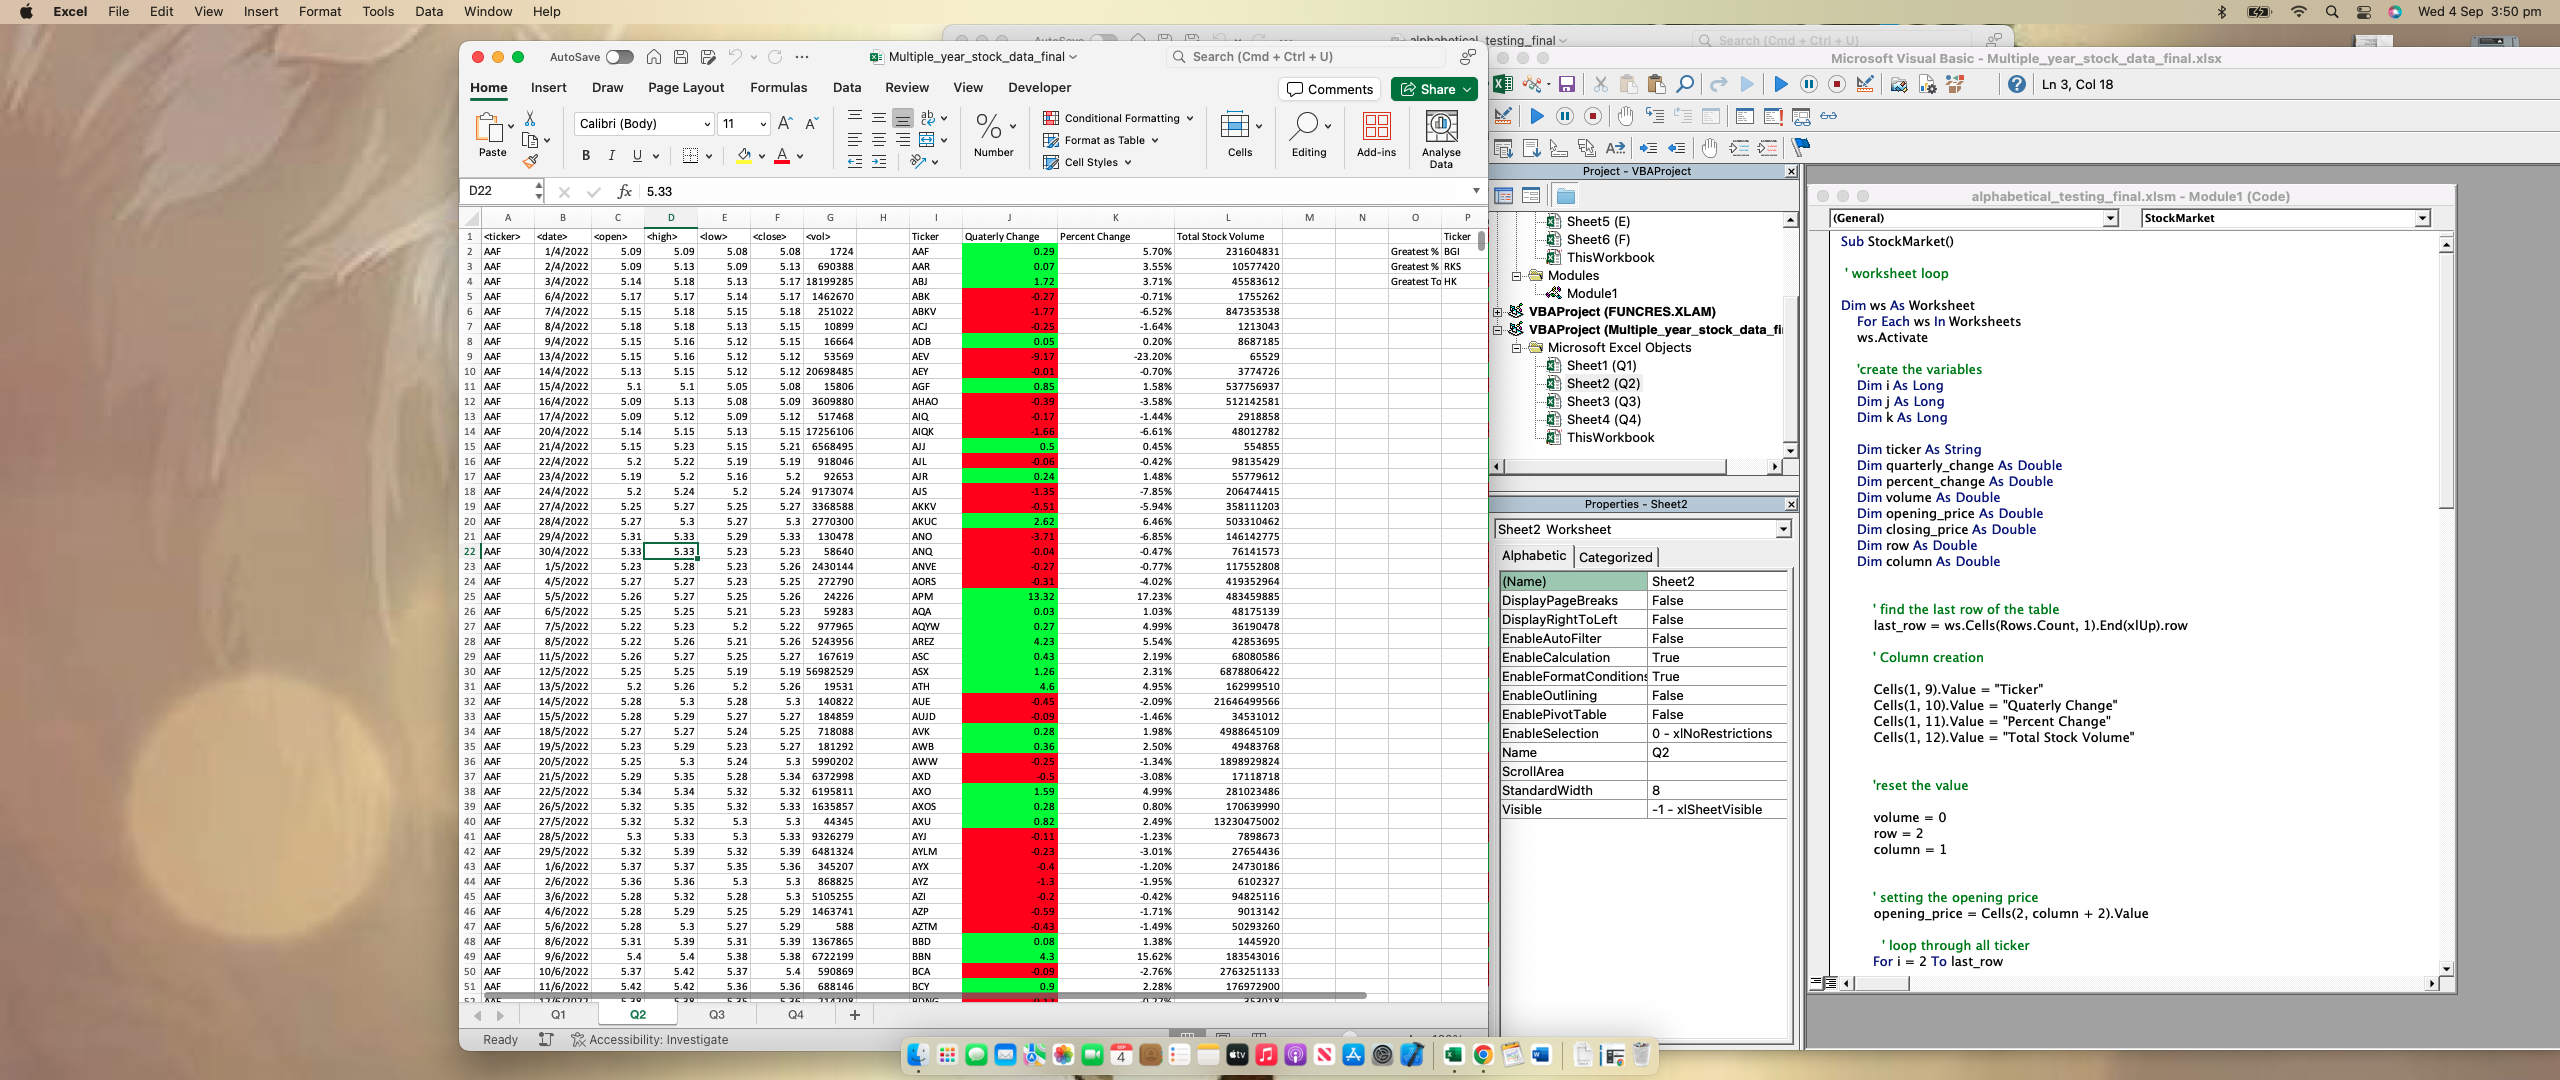 Excel File Edit View Insert Format Tools Data Window Help Wed 4 Sep 3:50 pm
AutoSave alphabetical_testing_final Search (Cmd + Ctrl + U)
AutoSave Multiple_year_stock_data_final Search (Cmd + Ctrl + U)
Home Insert Draw Page Layout Formulas Data Review View Developer Comments Share
Paste Calibri (Body) 11 Number Conditional Formatting Format as Table Cell Styles Cells Editing Add-ins Analyse Data
D22 fx 5.33
A B C D E F G H I J K L M N O P
1 <ticker> <date> <open> <high> <low> <close> <vol> Ticker Quaterly Change Percent Change Total Stock Volume Ticker
2 AAF 1/4/2022 5.09 5.09 5.08 5.08 1724 AAF 0.29 5.70% 231604831 Greatest % BGI
3 AAF 2/4/2022 5.09 5.13 5.09 5.13 690388 AAR 0.07 3.55% 10577420 Greatest % RKS
4 AAF 3/4/2022 5.14 5.18 5.13 5.17 18199285 ABJ 1.72 3.71% 45583612 Greatest To HK
5 AAF 6/4/2022 5.17 5.17 5.14 5.17 1462670 ABK -0.27 -0.71% 1755262
6 AAF 7/4/2022 5.15 5.18 5.15 5.18 251022 ABKV -1.77 -6.52% 847353538
7 AAF 8/4/2022 5.18 5.18 5.13 5.15 10899 ACJ -0.25 -1.64% 1213043
8 AAF 9/4/2022 5.15 5.16 5.12 5.15 16664 ADB 0.05 0.20% 8687185
9 AAF 13/4/2022 5.15 5.16 5.12 5.12 53569 AEV -9.17 -23.20% 65529
10 AAF 14/4/2022 5.13 5.15 5.12 5.12 20698485 AEY -0.01 -0.70% 3774726
11 AAF 15/4/2022 5.1 5.1 5.05 5.08 15806 AGF 0.85 1.58% 537756937
12 AAF 16/4/2022 5.09 5.13 5.08 5.09 3609880 AHAO -0.39 -3.58% 512142581
13 AAF 17/4/2022 5.09 5.12 5.09 5.12 517468 AIQ -0.17 -1.44% 2918858
14 AAF 20/4/2022 5.14 5.15 5.13 5.15 17256106 AIQK -1.66 -6.61% 48012782
15 AAF 21/4/2022 5.15 5.23 5.15 5.21 6568495 AJJ 0.5 0.45% 554855
16 AAF 22/4/2022 5.2 5.22 5.19 5.19 918046 AJL -0.06 -0.42% 98135429
17 AAF 23/4/2022 5.19 5.2 5.16 5.2 92653 AJR 0.24 1.48% 55779612
18 AAF 24/4/2022 5.2 5.24 5.2 5.24 9173074 AJS -1.35 -7.85% 206474415
19 AAF 27/4/2022 5.25 5.27 5.25 5.27 3368588 AKKV -0.51 -5.94% 358111203
20 AAF 28/4/2022 5.27 5.3 5.27 5.3 2770300 AKUC 2.62 6.46% 503310462
21 AAF 29/4/2022 5.31 5.33 5.29 5.33 130478 ANO -3.71 -6.85% 146142775
22 AAF 30/4/2022 5.33 5.33 5.23 5.23 58640 ANQ -0.04 -0.47% 76141573
23 AAF 1/5/2022 5.23 5.28 5.23 5.26 2430144 ANVE -0.27 -0.77% 117552808
24 AAF 4/5/2022 5.27 5.27 5.23 5.25 272790 AORS -0.31 -4.02% 419352964
25 AAF 5/5/2022 5.26 5.27 5.25 5.26 24226 APM 13.32 17.23% 483459885
26 AAF 6/5/2022 5.25 5.25 5.21 5.23 59283 AQA 0.03 1.03% 48175139
27 AAF 7/5/2022 5.22 5.23 5.2 5.22 977965 AQYW 0.27 4.99% 36190478
28 AAF 8/5/2022 5.22 5.26 5.21 5.26 5243956 AREZ 4.23 5.54% 42853695
29 AAF 11/5/2022 5.26 5.27 5.25 5.27 167619 ASC 0.43 2.19% 68080586
30 AAF 12/5/2022 5.25 5.25 5.19 5.19 56982529 ASX 1.26 2.31% 6878806422
31 AAF 13/5/2022 5.2 5.26 5.2 5.26 19531 ATH 4.6 4.95% 162999510
32 AAF 14/5/2022 5.28 5.3 5.28 5.3 140822 AUE -0.45 -2.09% 21646499566
33 AAF 15/5/2022 5.28 5.29 5.27 5.27 184859 AUJD -0.09 -1.46% 34531012
34 AAF 18/5/2022 5.27 5.27 5.24 5.25 718088 AVK 0.28 1.98% 4988645109
35 AAF 19/5/2022 5.23 5.29 5.23 5.27 181292 AWB 0.36 2.50% 49483768
36 AAF 20/5/2022 5.25 5.3 5.24 5.3 5990202 AWW -0.25 -1.34% 1898929824
37 AAF 21/5/2022 5.29 5.35 5.28 5.34 6372998 AXD -0.5 -3.08% 17118718
38 AAF 22/5/2022 5.34 5.34 5.32 5.32 6195811 AXO 1.59 4.99% 281023486
39 AAF 26/5/2022 5.32 5.35 5.32 5.33 1635857 AXOS 0.28 0.80% 170639990
40 AAF 27/5/2022 5.32 5.32 5.3 5.3 44345 AXU 0.82 2.49% 13230475002
41 AAF 28/5/2022 5.3 5.33 5.3 5.33 9326279 AYJ -0.11 -1.23% 7898673
42 AAF 29/5/2022 5.32 5.39 5.32 5.39 6481324 AYLM -0.23 -3.01% 27654436
43 AAF 1/6/2022 5.37 5.37 5.35 5.36 345207 AYX -0.4 -1.20% 24730186
44 AAF 2/6/2022 5.36 5.36 5.3 5.3 868825 AYZ -1.3 -1.95% 6102327
45 AAF 3/6/2022 5.28 5.32 5.28 5.3 5105255 AZI -0.2 -0.42% 94825116
46 AAF 4/6/2022 5.28 5.29 5.25 5.29 1463741 AZP -0.59 -1.71% 9013142
47 AAF 5/6/2022 5.28 5.3 5.27 5.29 588 AZTM -0.43 -1.49% 50293260
48 AAF 8/6/2022 5.31 5.39 5.31 5.39 1367865 BBD 0.08 1.38% 1445920
49 AAF 9/6/2022 5.4 5.4 5.38 5.38 6722199 BBN 4.3 15.62% 183543016
50 AAF 10/6/2022 5.37 5.42 5.37 5.4 590869 BCA -0.09 -2.76% 2763251133
51 AAF 11/6/2022 5.42 5.42 5.36 5.36 688146 BCY 0.9 2.28% 176972900
Q1 Q2 Q3 Q4 +
Ready Accessibility: Investigate
Microsoft Visual Basic - Multiple_year_stock_data_final.xlsx
Ln 3, Col 18
Project - VBAProject
Sheet5 (E)
Sheet6 (F)
ThisWorkbook
Modules
Module1
VBAProject (FUNCRES.XLAM)
VBAProject (Multiple_year_stock_data_fi
Microsoft Excel Objects
Sheet1 (Q1)
Sheet2 (Q2)
Sheet3 (Q3)
Sheet4 (Q4)
ThisWorkbook
Properties - Sheet2
Sheet2 Worksheet
Alphabetic Categorized
(Name) Sheet2
DisplayPageBreaks False
DisplayRightToLeft False
EnableAutoFilter False
EnableCalculation True
EnableFormatConditions True
EnableOutlining False
EnablePivotTable False
EnableSelection 0 - xlNoRestrictions
Name Q2
ScrollArea
StandardWidth 8
Visible -1 - xlSheetVisible
alphabetical_testing_final.xlsm - Module1 (Code)
(General) StockMarket
Sub StockMarket()
' worksheet loop
Dim ws As Worksheet
For Each ws In Worksheets
ws.Activate
'create the variables
Dim i As Long
Dim j As Long
Dim k As Long
Dim ticker As String
Dim quarterly_change As Double
Dim percent_change As Double
Dim volume As Double
Dim opening_price As Double
Dim closing_price As Double
Dim row As Double
Dim column As Double
' find the last row of the table
last_row = ws.Cells(Rows.Count, 1).End(xlUp).row
' Column creation
Cells(1, 9).Value = "Ticker"
Cells(1, 10).Value = "Quaterly Change"
Cells(1, 11).Value = "Percent Change"
Cells(1, 12).Value = "Total Stock Volume"
'reset the value
volume = 0
row = 2
column = 1
' setting the opening price
opening_price = Cells(2, column + 2).Value
' loop through all ticker
For i = 2 To last_row